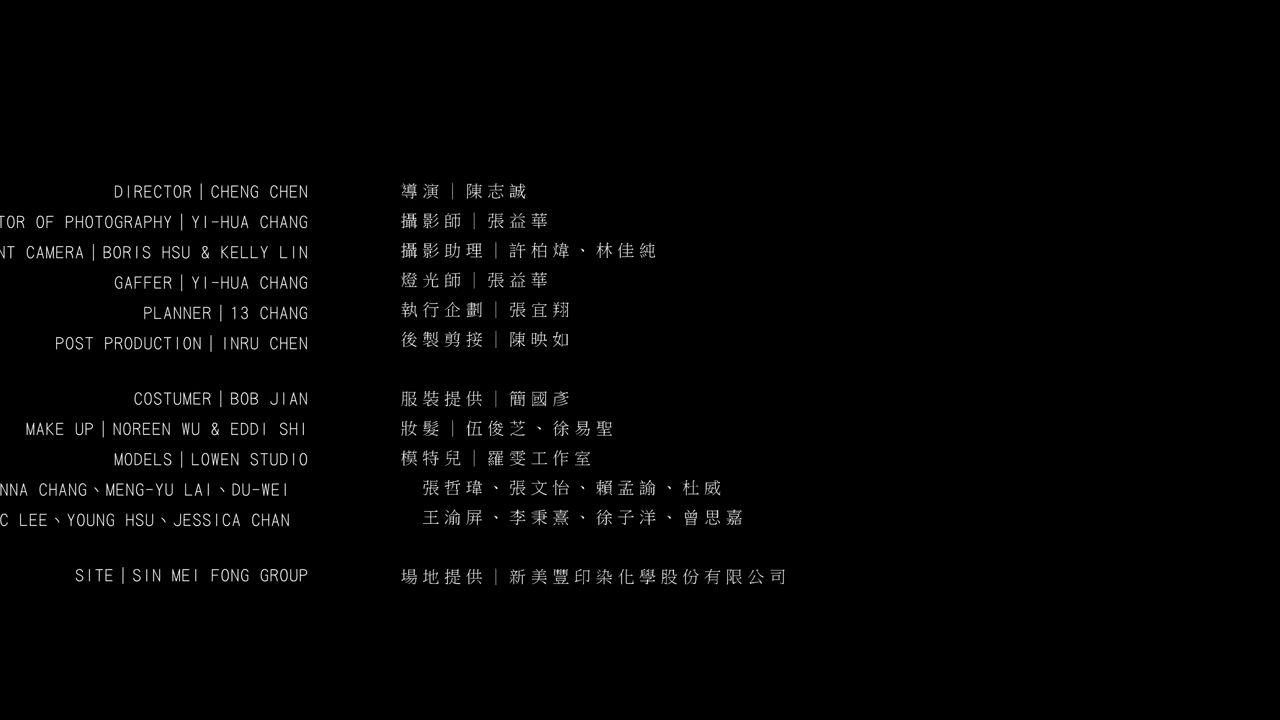 DIRECTOR｜CHENG CHEN
TOR OF PHOTOGRAPHY｜YI-HUA CHANG
NT CAMERA｜BORIS HSU & KELLY LIN
GAFFER｜YI-HUA CHANG
PLANNER｜13 CHANG
POST PRODUCTION｜INRU CHEN
COSTUMER｜BOB JIAN
MAKE UP｜NOREEN WU & EDDI SHI
MODELS｜LOWEN STUDIO
NNA CHANG、MENG-YU LAI、DU-WEI
C LEE、YOUNG HSU、JESSICA CHAN
SITE｜SIN MEI FONG GROUP
導演｜陳志誠
攝影師｜張益華
攝影助理｜許柏煒、林佳純
燈光師｜張益華
執行企劃｜張宜翔
後製剪接｜陳映如
服裝提供｜簡國彥
妝髮｜伍俊芝、徐易聖
模特兒｜羅雯工作室
張哲瑋、張文怡、賴孟諭、杜威
王渝屏、李秉熹、徐子洋、曾思嘉
場地提供｜新美豐印染化學股份有限公司